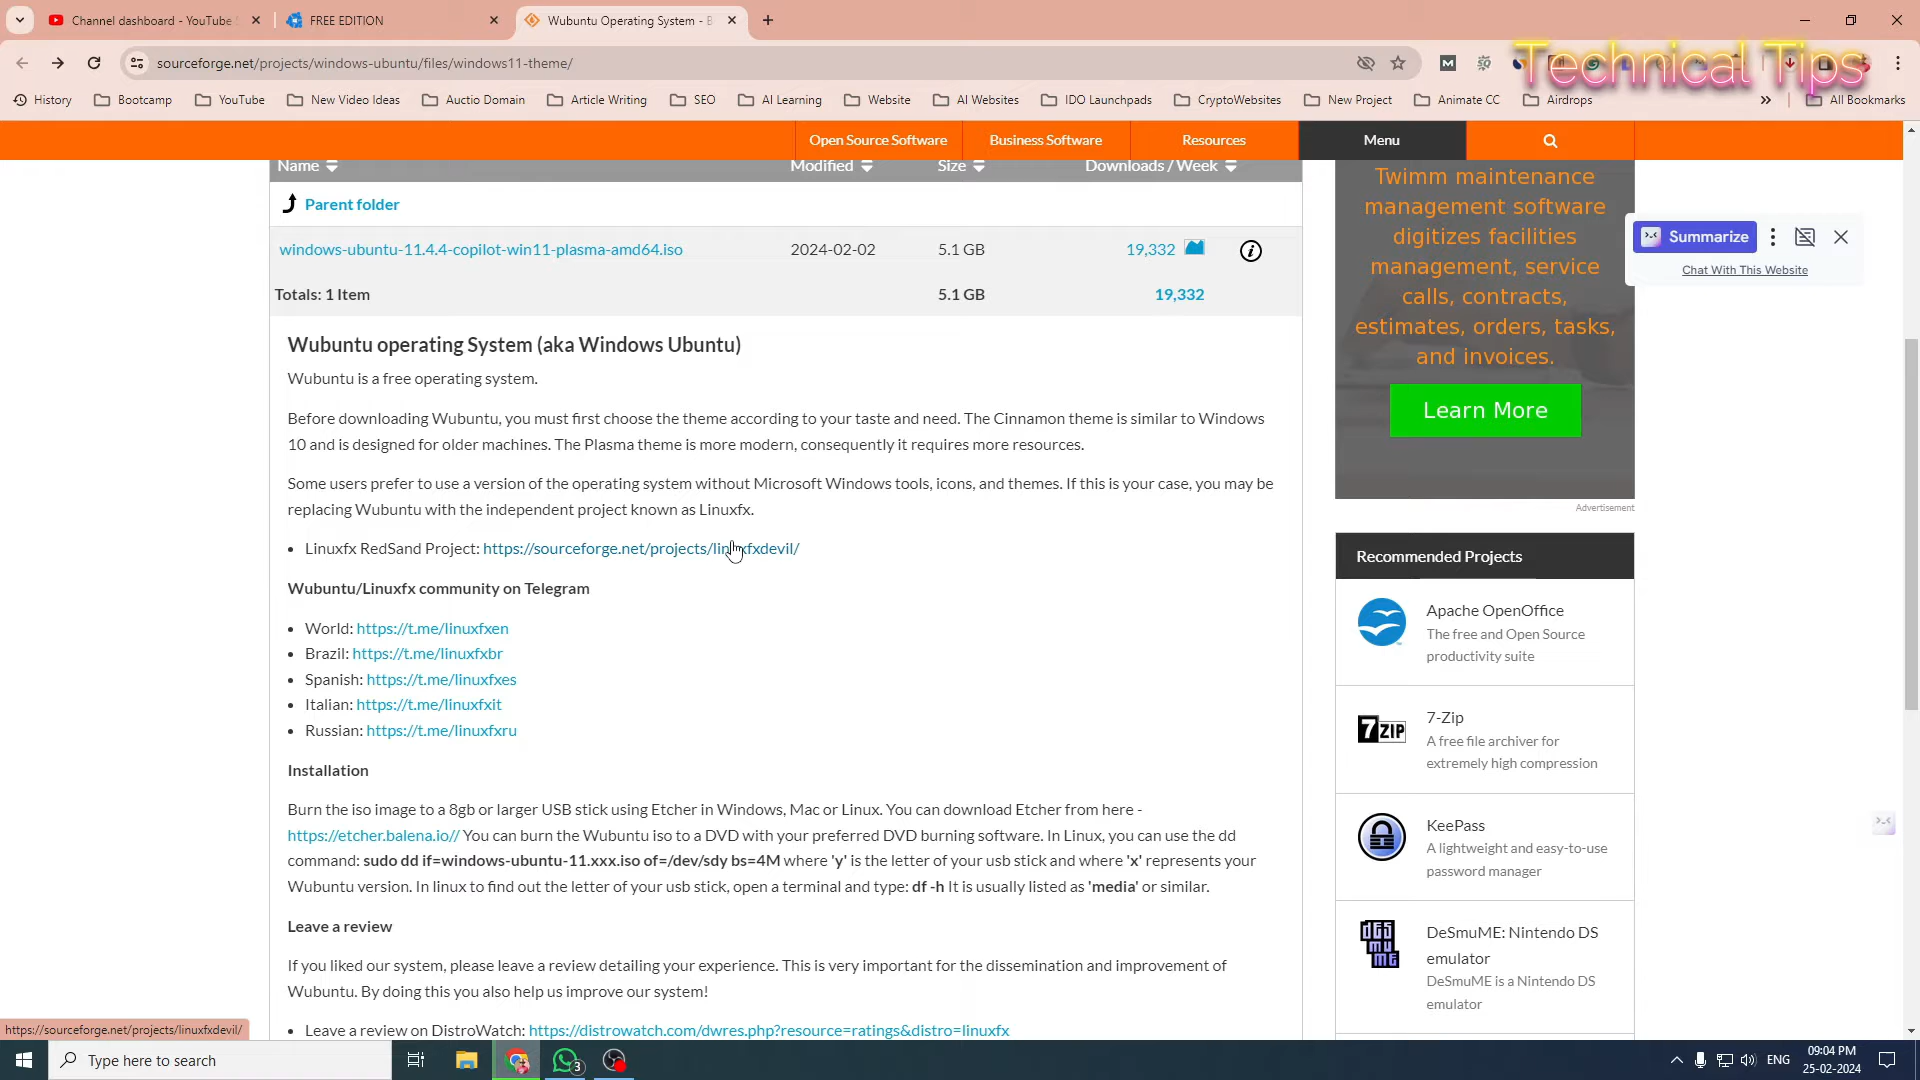 Channel dashboard - YouTube
FREE EDITION
Wubuntu Operating System - B
sourceforge.net/projects/windows-ubuntu/files/windows11-theme/
Technical Tips
History
Bootcamp
YouTube
New Video Ideas
Auctio Domain
Article Writing
SEO
AI Learning
Website
AI Websites
IDO Launchpads
CryptoWebsites
New Project
Animate CC
Airdrops
All Bookmarks
Open Source Software
Business Software
Resources
Menu
Name
Modified
Size
Downloads / Week
Parent folder
windows-ubuntu-11.4.4-copilot-win11-plasma-amd64.iso
2024-02-02
5.1 GB
19,332
Totals: 1 Item
5.1 GB
19,332
Wubuntu operating System (aka Windows Ubuntu)
Wubuntu is a free operating system.
Before downloading Wubuntu, you must first choose the theme according to your taste and need. The Cinnamon theme is similar to Windows
10 and is designed for older machines. The Plasma theme is more modern, consequently it requires more resources.
Some users prefer to use a version of the operating system without Microsoft Windows tools, icons, and themes. If this is your case, you may be
replacing Wubuntu with the independent project known as Linuxfx.
Linuxfx RedSand Project: https://sourceforge.net/projects/linuxfxdevil/
Wubuntu/Linuxfx community on Telegram
World: https://t.me/linuxfxen
Brazil: https://t.me/linuxfxbr
Spanish: https://t.me/linuxfxes
Italian: https://t.me/linuxfxit
Russian: https://t.me/linuxfxru
Installation
Burn the iso image to a 8gb or larger USB stick using Etcher in Windows, Mac or Linux. You can download Etcher from here -
https://etcher.balena.io// You can burn the Wubuntu iso to a DVD with your preferred DVD burning software. In Linux, you can use the dd
command: sudo dd if=windows-ubuntu-11.xxx.iso of=/dev/sdy bs=4M where 'y' is the letter of your usb stick and where 'x' represents your
Wubuntu version. In linux to find out the letter of your usb stick, open a terminal and type: df -h It is usually listed as 'media' or similar.
Leave a review
If you liked our system, please leave a review detailing your experience. This is very important for the dissemination and improvement of
Wubuntu. By doing this you also help us improve our system!
Leave a review on DistroWatch: https://distrowatch.com/dwres.php?resource=ratings&distro=linuxfx
Twimm maintenance
management software
digitizes facilities
management, service
calls, contracts,
estimates, orders, tasks,
and invoices.
Learn More
Advertisement
Summarize
Chat With This Website
Recommended Projects
Apache OpenOffice
The free and Open Source
productivity suite
7 ZIP
7-Zip
A free file archiver for
extremely high compression
KeePass
A lightweight and easy-to-use
password manager
DeSmuME: Nintendo DS
emulator
DeSmuME is a Nintendo DS
emulator
https://sourceforge.net/projects/linuxfxdevil/
Type here to search
3
ENG
09:04 PM
25-02-2024